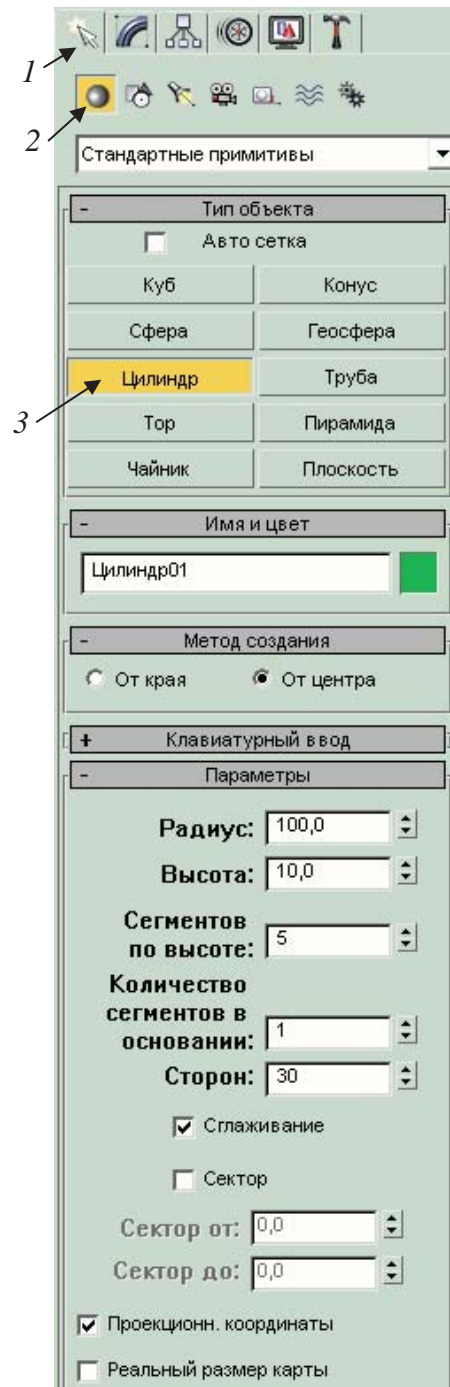 1
2
Стандартные примитивы
- Тип объекта
Авто сетка
Куб Конус
Сфера Геосфера
3 Цилиндр Труба
Тор Пирамида
Чайник Плоскость
- Имя и цвет
Цилиндр01
- Метод создания
От края От центра
+ Клавиатурный ввод
- Параметры
Радиус: 100,0
Высота: 10,0
Сегментов
по высоте: 5
Количество
сегментов в
основании: 1
Сторон: 30
Сглаживание
Сектор
Сектор от: 0,0
Сектор до: 0,0
Проекционн. координаты
Реальный размер карты